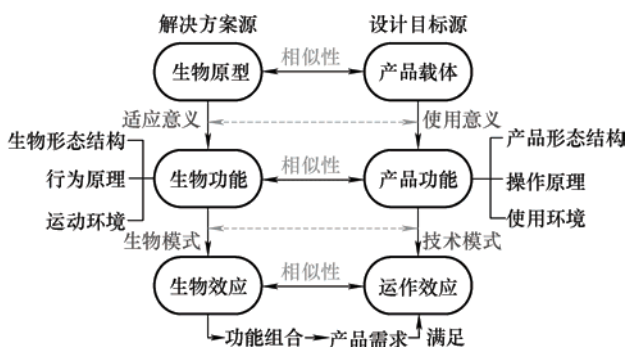 解决方案源
设计目标源
生物原型
相似性
产品载体
适应意义
使用意义
生物形态结构
行为原理
运动环境
生物功能
相似性
产品功能
产品形态结构
操作原理
使用环境
生物模式
技术模式
生物效应
相似性
运作效应
功能组合
产品需求
满足